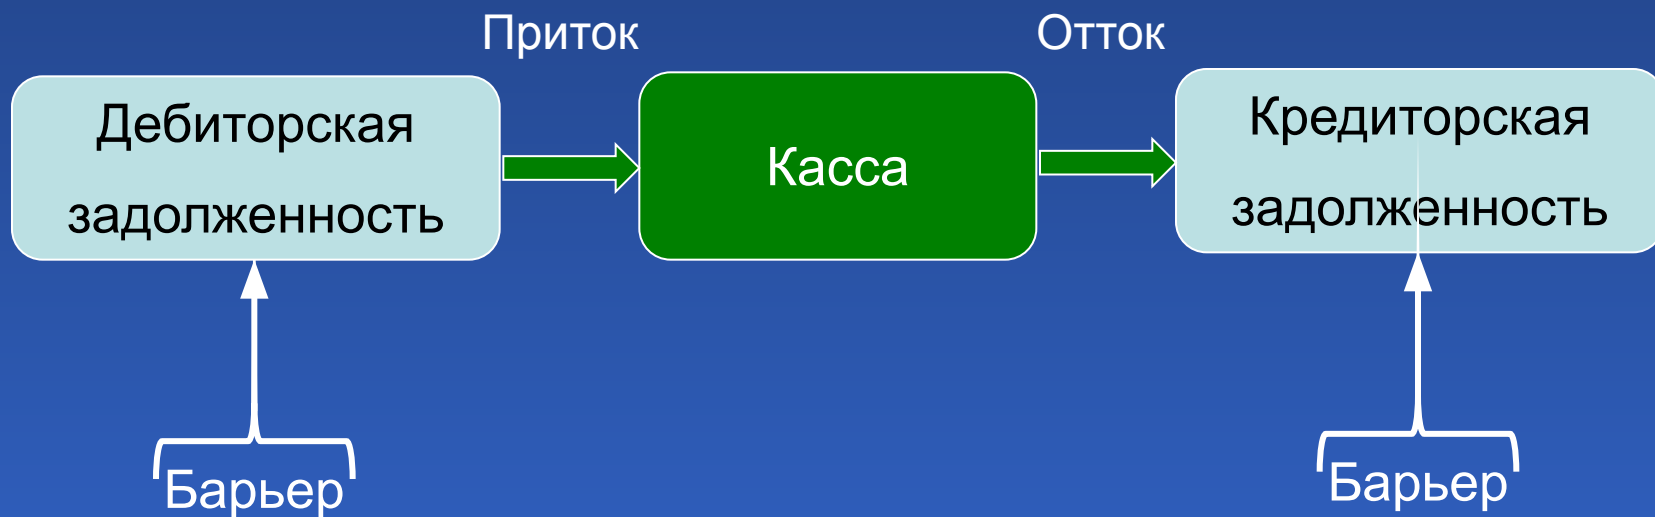 Приток
Отток
Дебиторская
задолженность
Касса
Кредиторская
задолженность
Барьер
Барьер